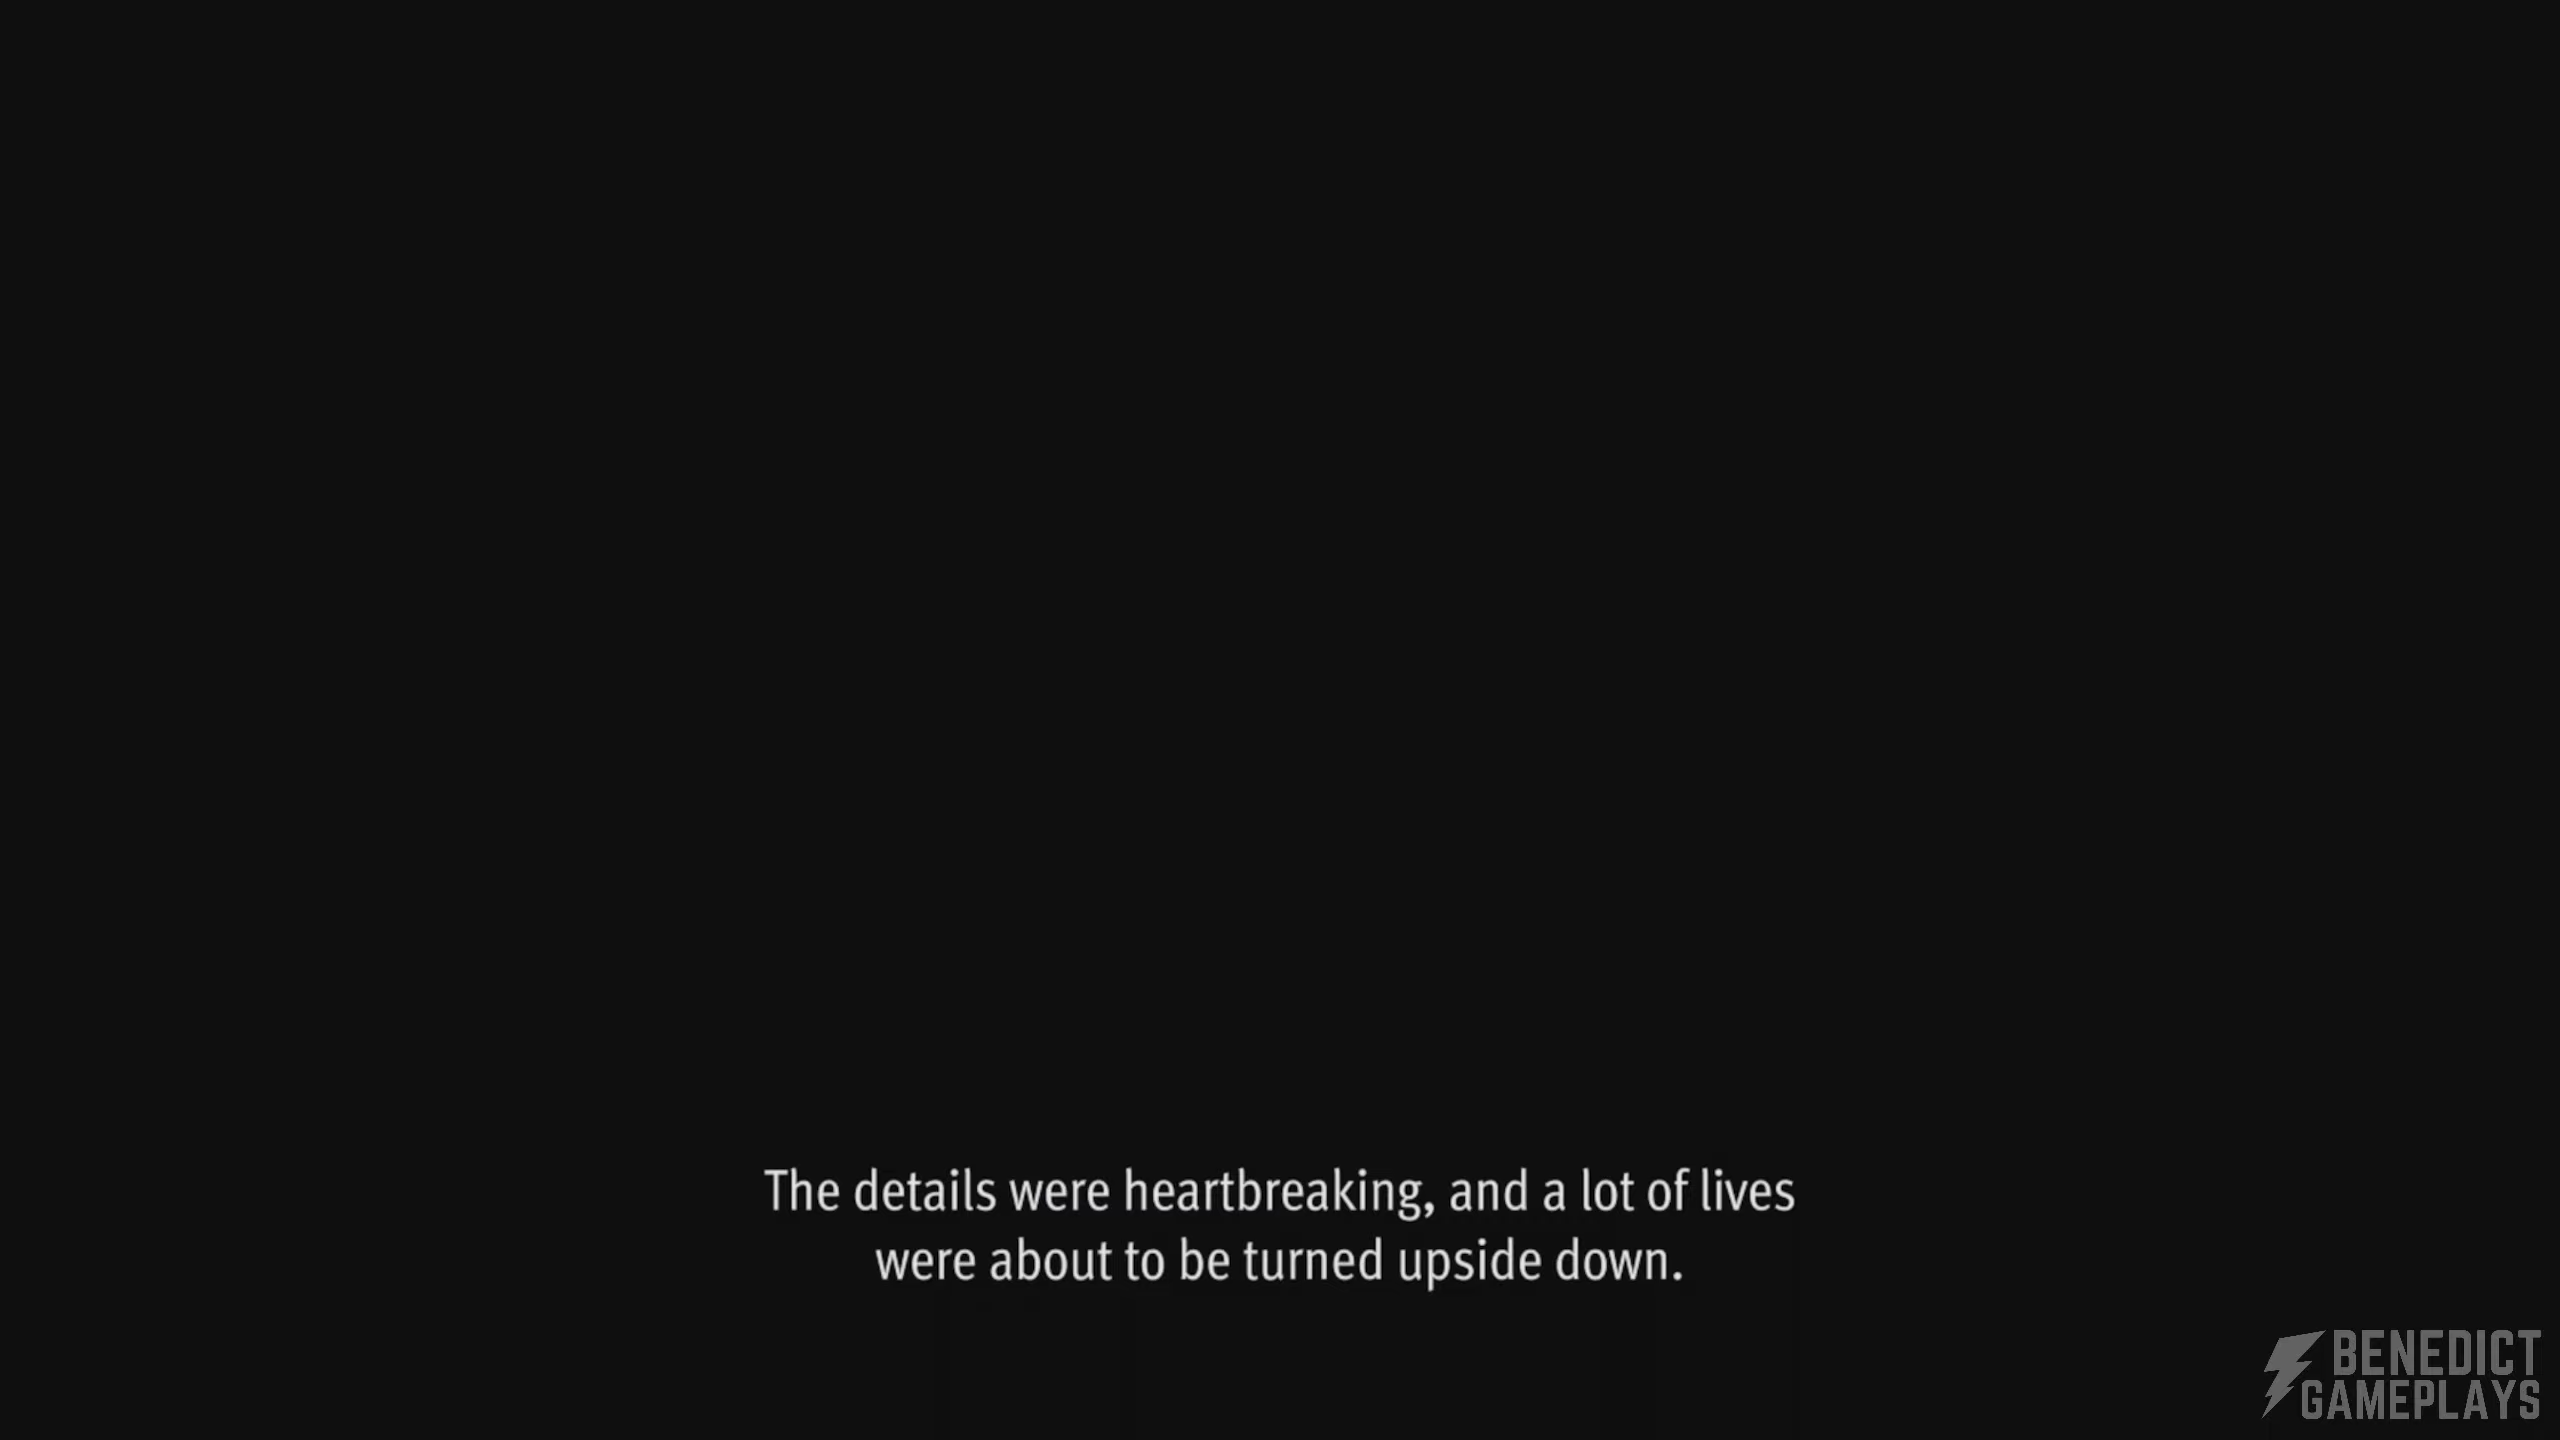 The details were heartbreaking, and a lot of lives
were about to be turned upside down.
BENEDICT
GAMEPLAYS